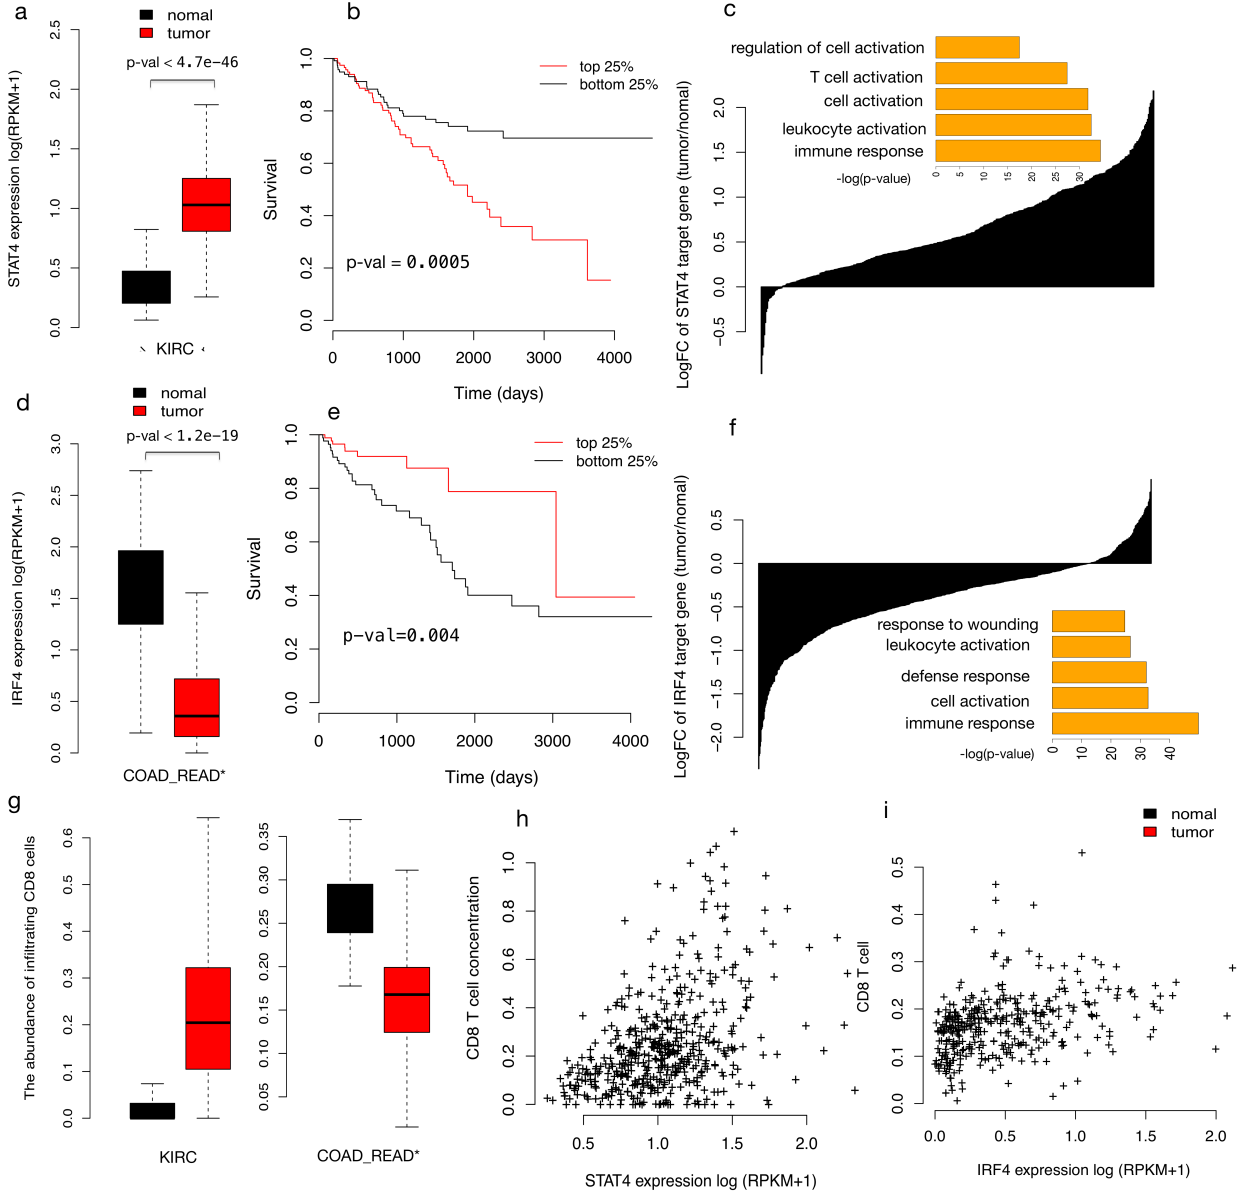 a
nomal
tumor
p-val < 4.7e-46
STAT4 expression log(RPKM+1)
2.5
2.0
1.5
1.0
0.5
0.0
KIRC
b
top 25%
bottom 25%
Survival
1.0
0.8
0.6
0.4
0.2
0.0
p-val = 0.0005
0 1000 2000 3000 4000
Time (days)
c
regulation of cell activation
T cell activation
cell activation
leukocyte activation
immune response
-log(p-value)
0 5 10 15 20 25 30
LogFC of STAT4 target gene (tumor/nomal)
2.0
1.5
1.0
0.5
0.0
−0.5
d
nomal
tumor
p-val < 1.2e-19
IRF4 expression log(RPKM+1)
3.0
2.5
2.0
1.5
1.0
0.5
0.0
COAD_READ*
e
top 25%
bottom 25%
Survival
1.0
0.8
0.6
0.4
0.2
0.0
p-val=0.004
0 1000 2000 3000 4000
Time (days)
f
LogFC of IRF4 target gene (tumor/nomal)
0.5
0.0
−0.5
−1.0
−1.5
−2.0
response to wounding
leukocyte activation
defense response
cell activation
immune response
-log(p-value)
0 10 20 30 40
g
The abundance of infiltrating CD8 cells
0.6
0.5
0.4
0.3
0.2
0.1
0.0
KIRC
0.35
0.30
0.25
0.20
0.15
0.10
0.05
COAD_READ*
h
CD8 T cell concentration
1.0
0.8
0.6
0.4
0.2
0.0
0.5 1.0 1.5 2.0
STAT4 expression log (RPKM+1)
i
nomal
tumor
CD8 T cell
0.5
0.4
0.3
0.2
0.1
0.0
0.0 0.5 1.0 1.5 2.0
IRF4 expression log (RPKM+1)